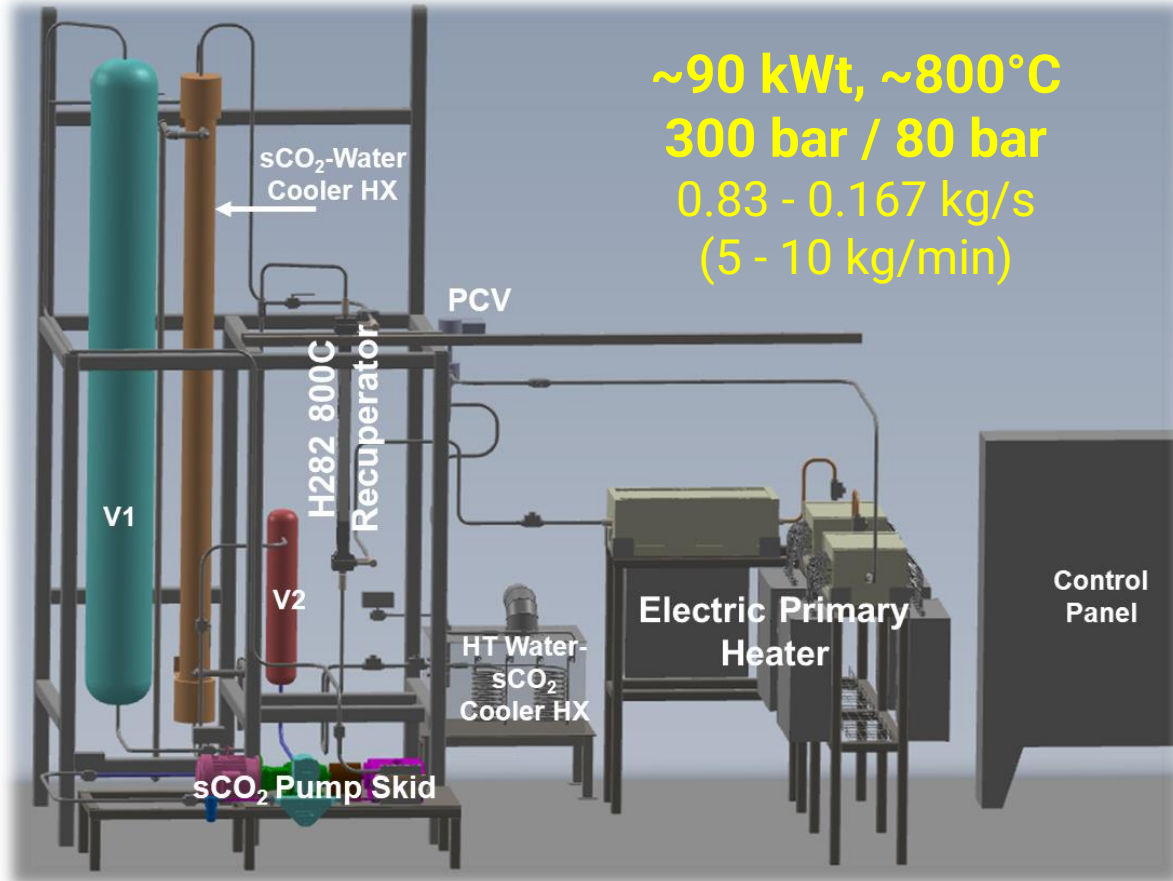 ~90 kWt, ~800°C
300 bar / 80 bar
0.83 - 0.167 kg/s
(5 - 10 kg/min)
sCO₂-Water
Cooler HX
PCV
H282 800C
Recuperator
V1
V2
HT Water-
sCO₂
Cooler HX
Electric Primary
Heater
Control
Panel
sCO₂ Pump Skid